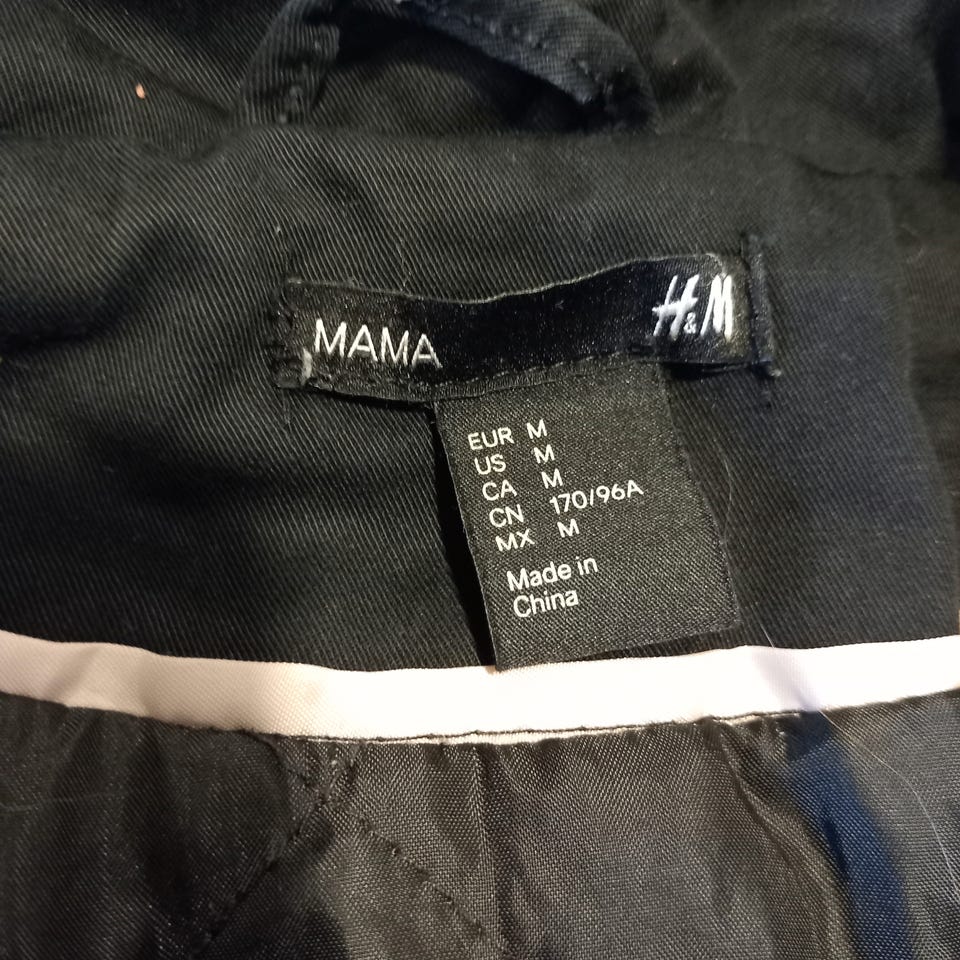 MAMA H&M
EUR M
US M
CA M
CN 170/96A
MX M
Made in
China